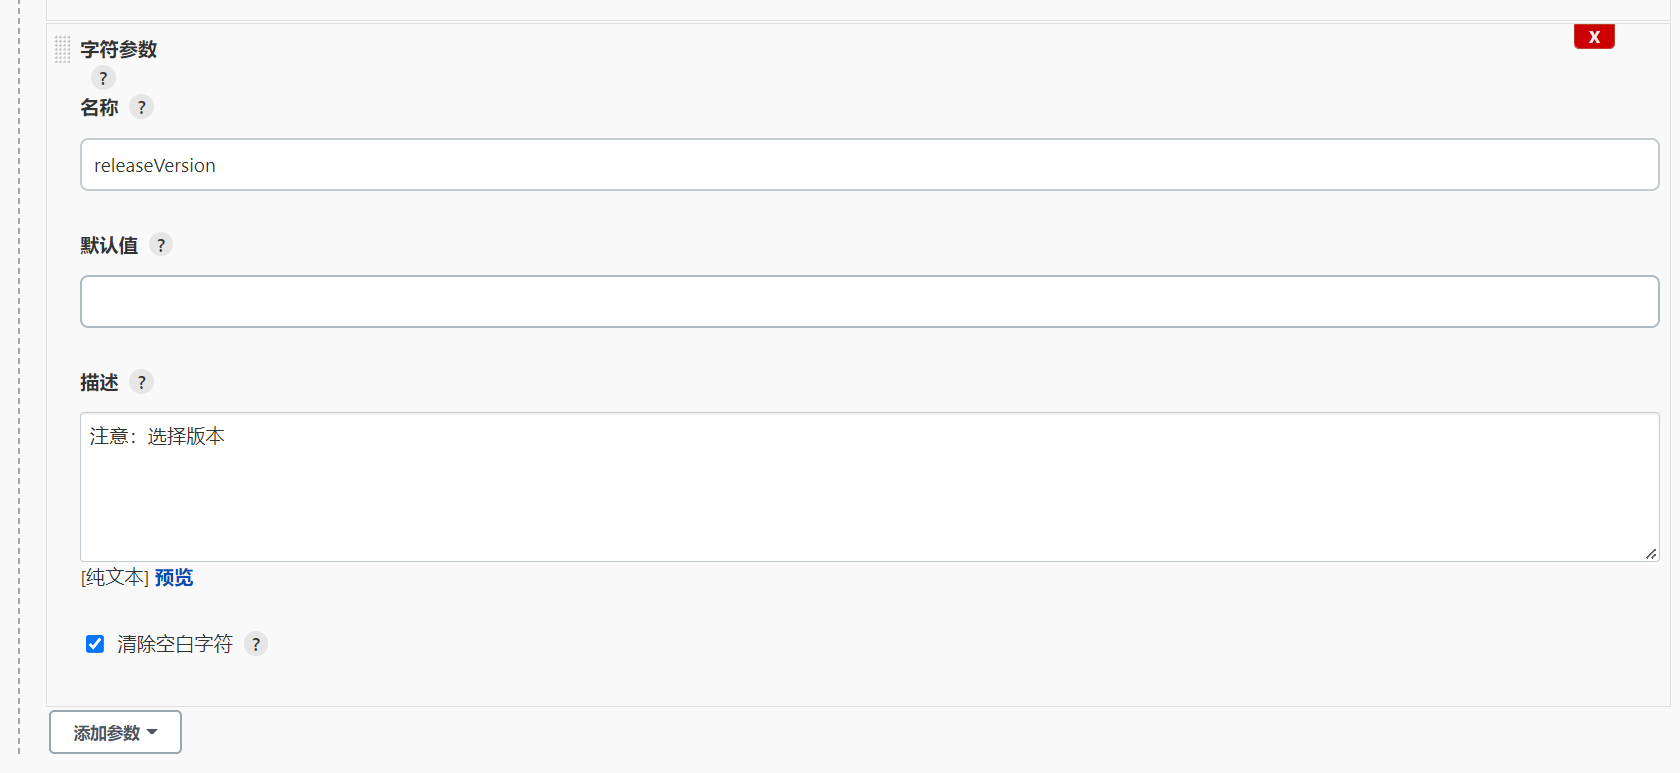 字符参数
X
?
名称 ?
releaseVersion
默认值 ?
描述 ?
注意：选择版本
[纯文本] 预览
清除空白字符 ?
添加参数